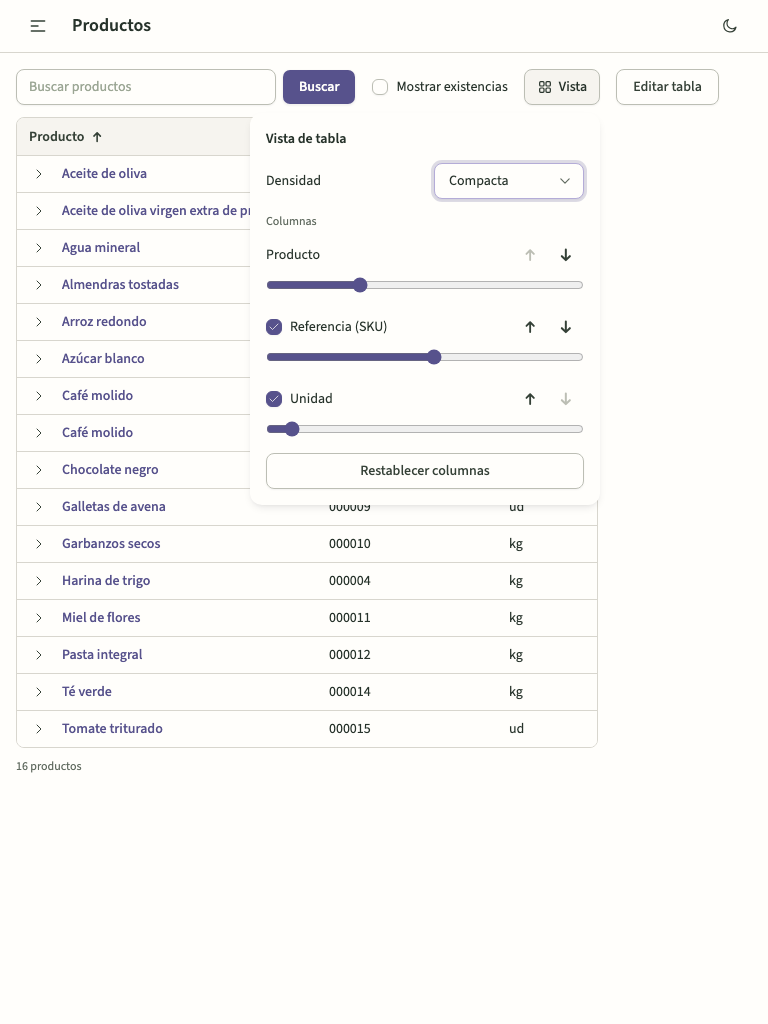 Productos
Buscar productos
Buscar
Mostrar existencias
Vista
Editar tabla
Producto
Vista de tabla
Densidad
Compacta
Columnas
Producto
Referencia (SKU)
Unidad
Restablecer columnas
Aceite de oliva
Aceite de oliva virgen extra de
Agua mineral
Almendras tostadas
Arroz redondo
Azúcar blanco
Café molido
Café molido
Chocolate negro
Galletas de avena 000009 ud
Garbanzos secos 000010 kg
Harina de trigo 000004 kg
Miel de flores 000011 kg
Pasta integral 000012 kg
Té verde 000014 kg
Tomate triturado 000015 ud
16 productos